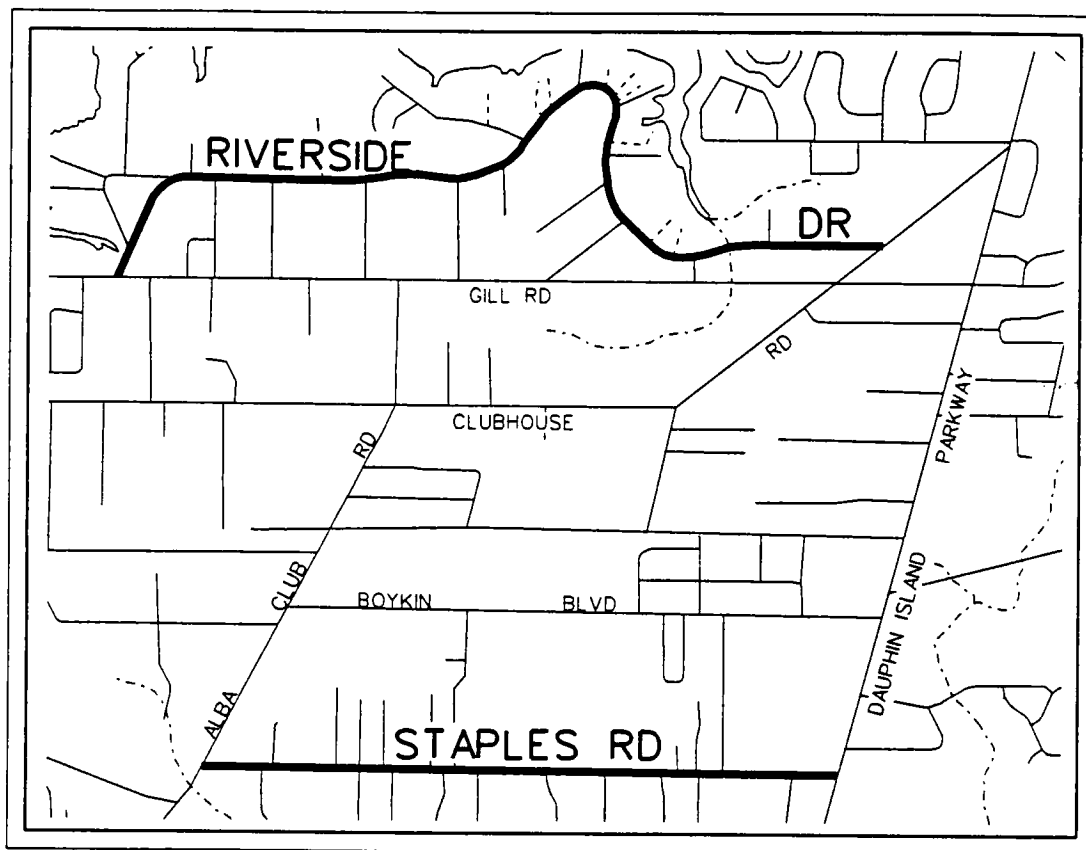 RIVERSIDE
DR
GILL RD
RD
CLUBHOUSE
RD
PARKWAY
CLUB
BOYKIN BLVD
DAUPHIN ISLAND
ALBA
STAPLES RD